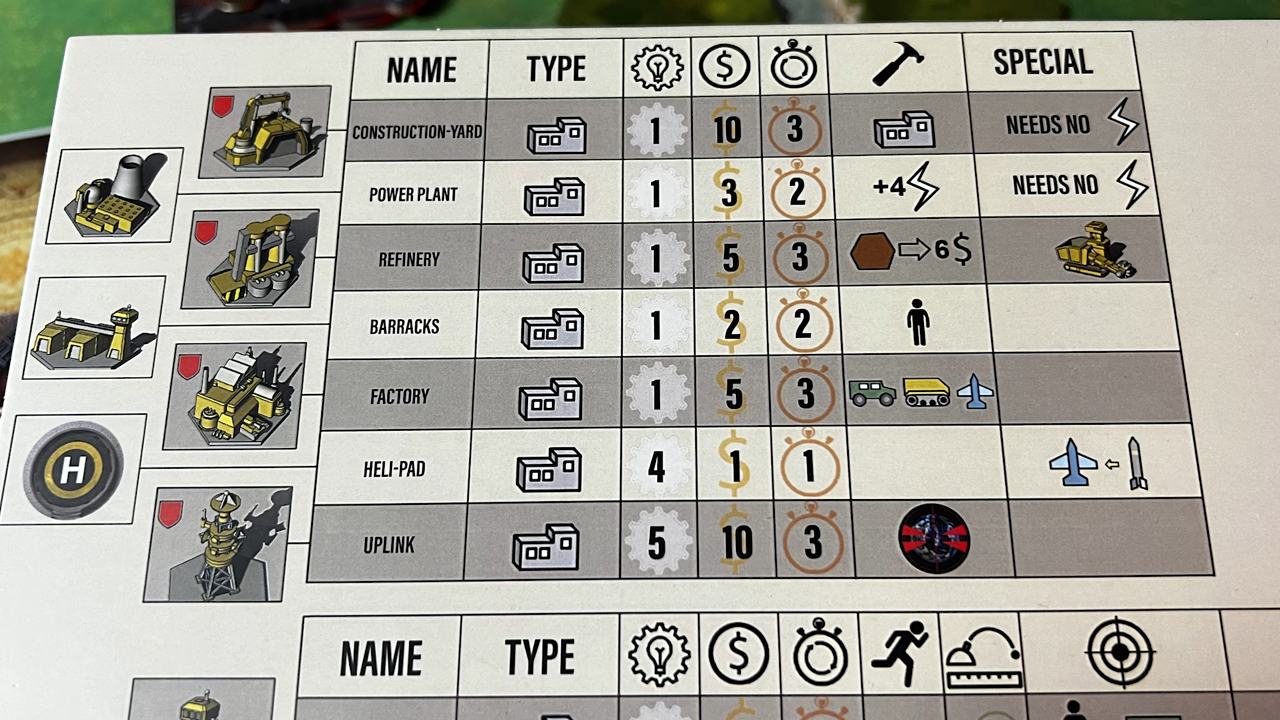 NAME TYPE $ SPECIAL
CONSTRUCTION-YARD 1 10 3 NEEDS NO
POWER PLANT 1 3 2 +4 NEEDS NO
REFINERY 1 5 3 6$
BARRACKS 1 2 2
FACTORY 1 5 3
H HELI-PAD 4 1 1
UPLINK 5 10 3
NAME TYPE $